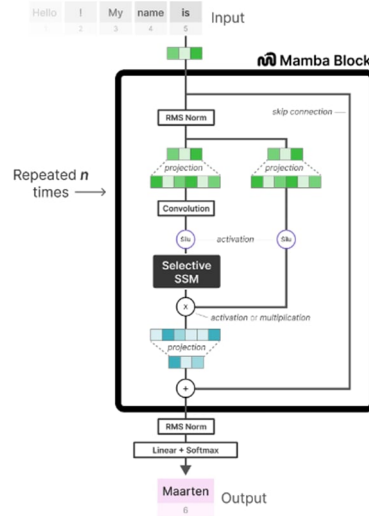 Hello ! My name is Input
1 2 3 4 5
Mamba Block
skip connection
RMS Norm
projection projection
Repeated n
times
Convolution
Silu activation Silu
Selective
SSM
x
activation or multiplication
projection
+
RMS Norm
Linear + Softmax
Maarten Output
6